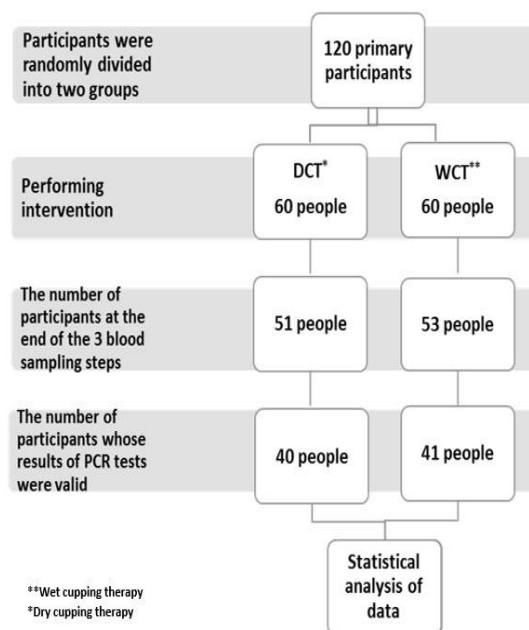 Participants were
randomly divided
into two groups
120 primary
participants
Performing
intervention
DCT*
60 people
WCT**
60 people
The number of
participants at the
end of the 3 blood
sampling steps
51 people
53 people
The number of
participants whose
results of PCR tests
were valid
40 people
41 people
Statistical
analysis of
data
**Wet cupping therapy
*Dry cupping therapy